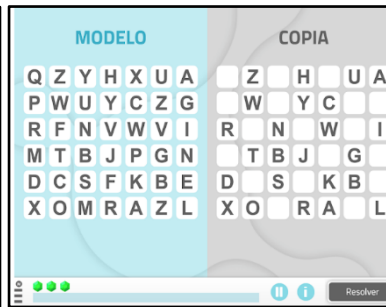 MODELO COPIA
Q Z Y H X U A Z H U A
P W U Y C Z G W Y C
R F N V W V I R N W I
M T B J P G N T B J G
D C S F K B E D S K B
X O M R A Z L X O R A L
Resolver